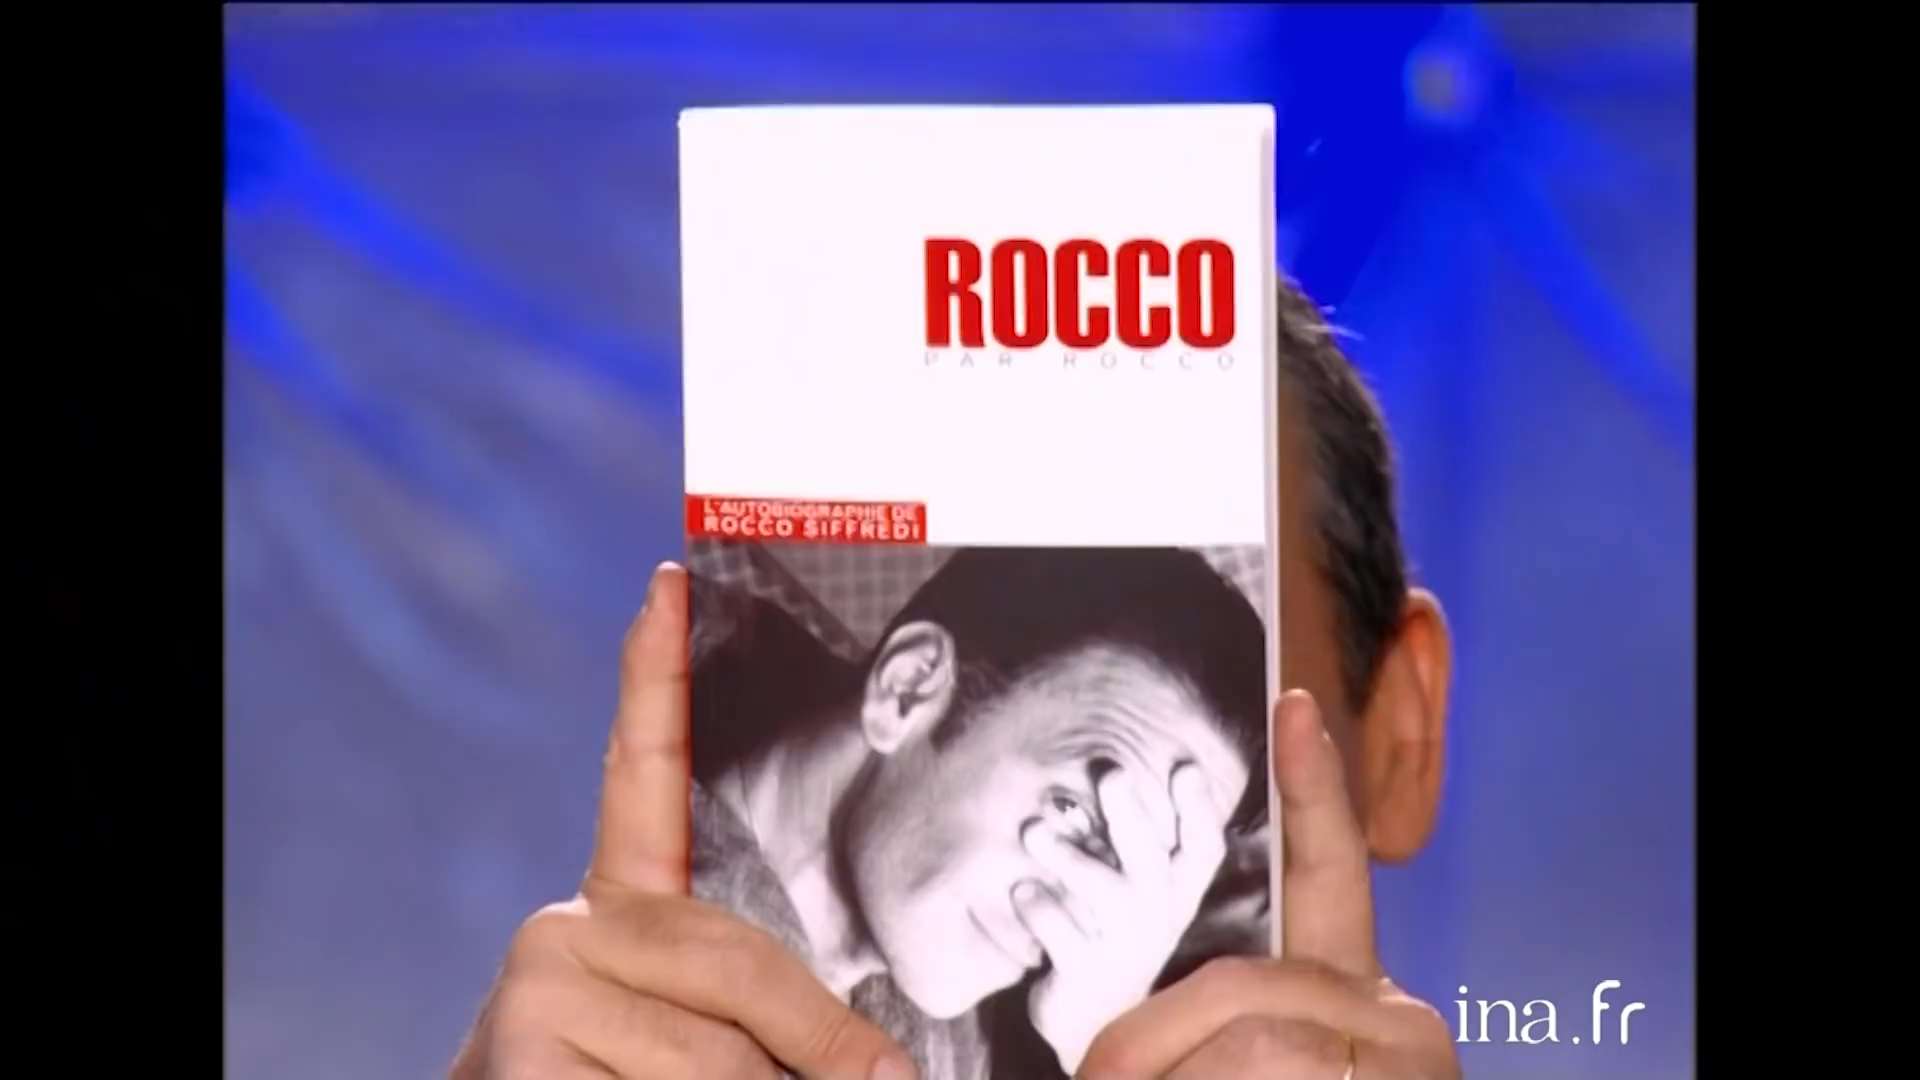 ROCCO
PAR ROCCO
L'AUTOBIOGRAPHIE DE
ROCCO SIFFREDI
ina.fr